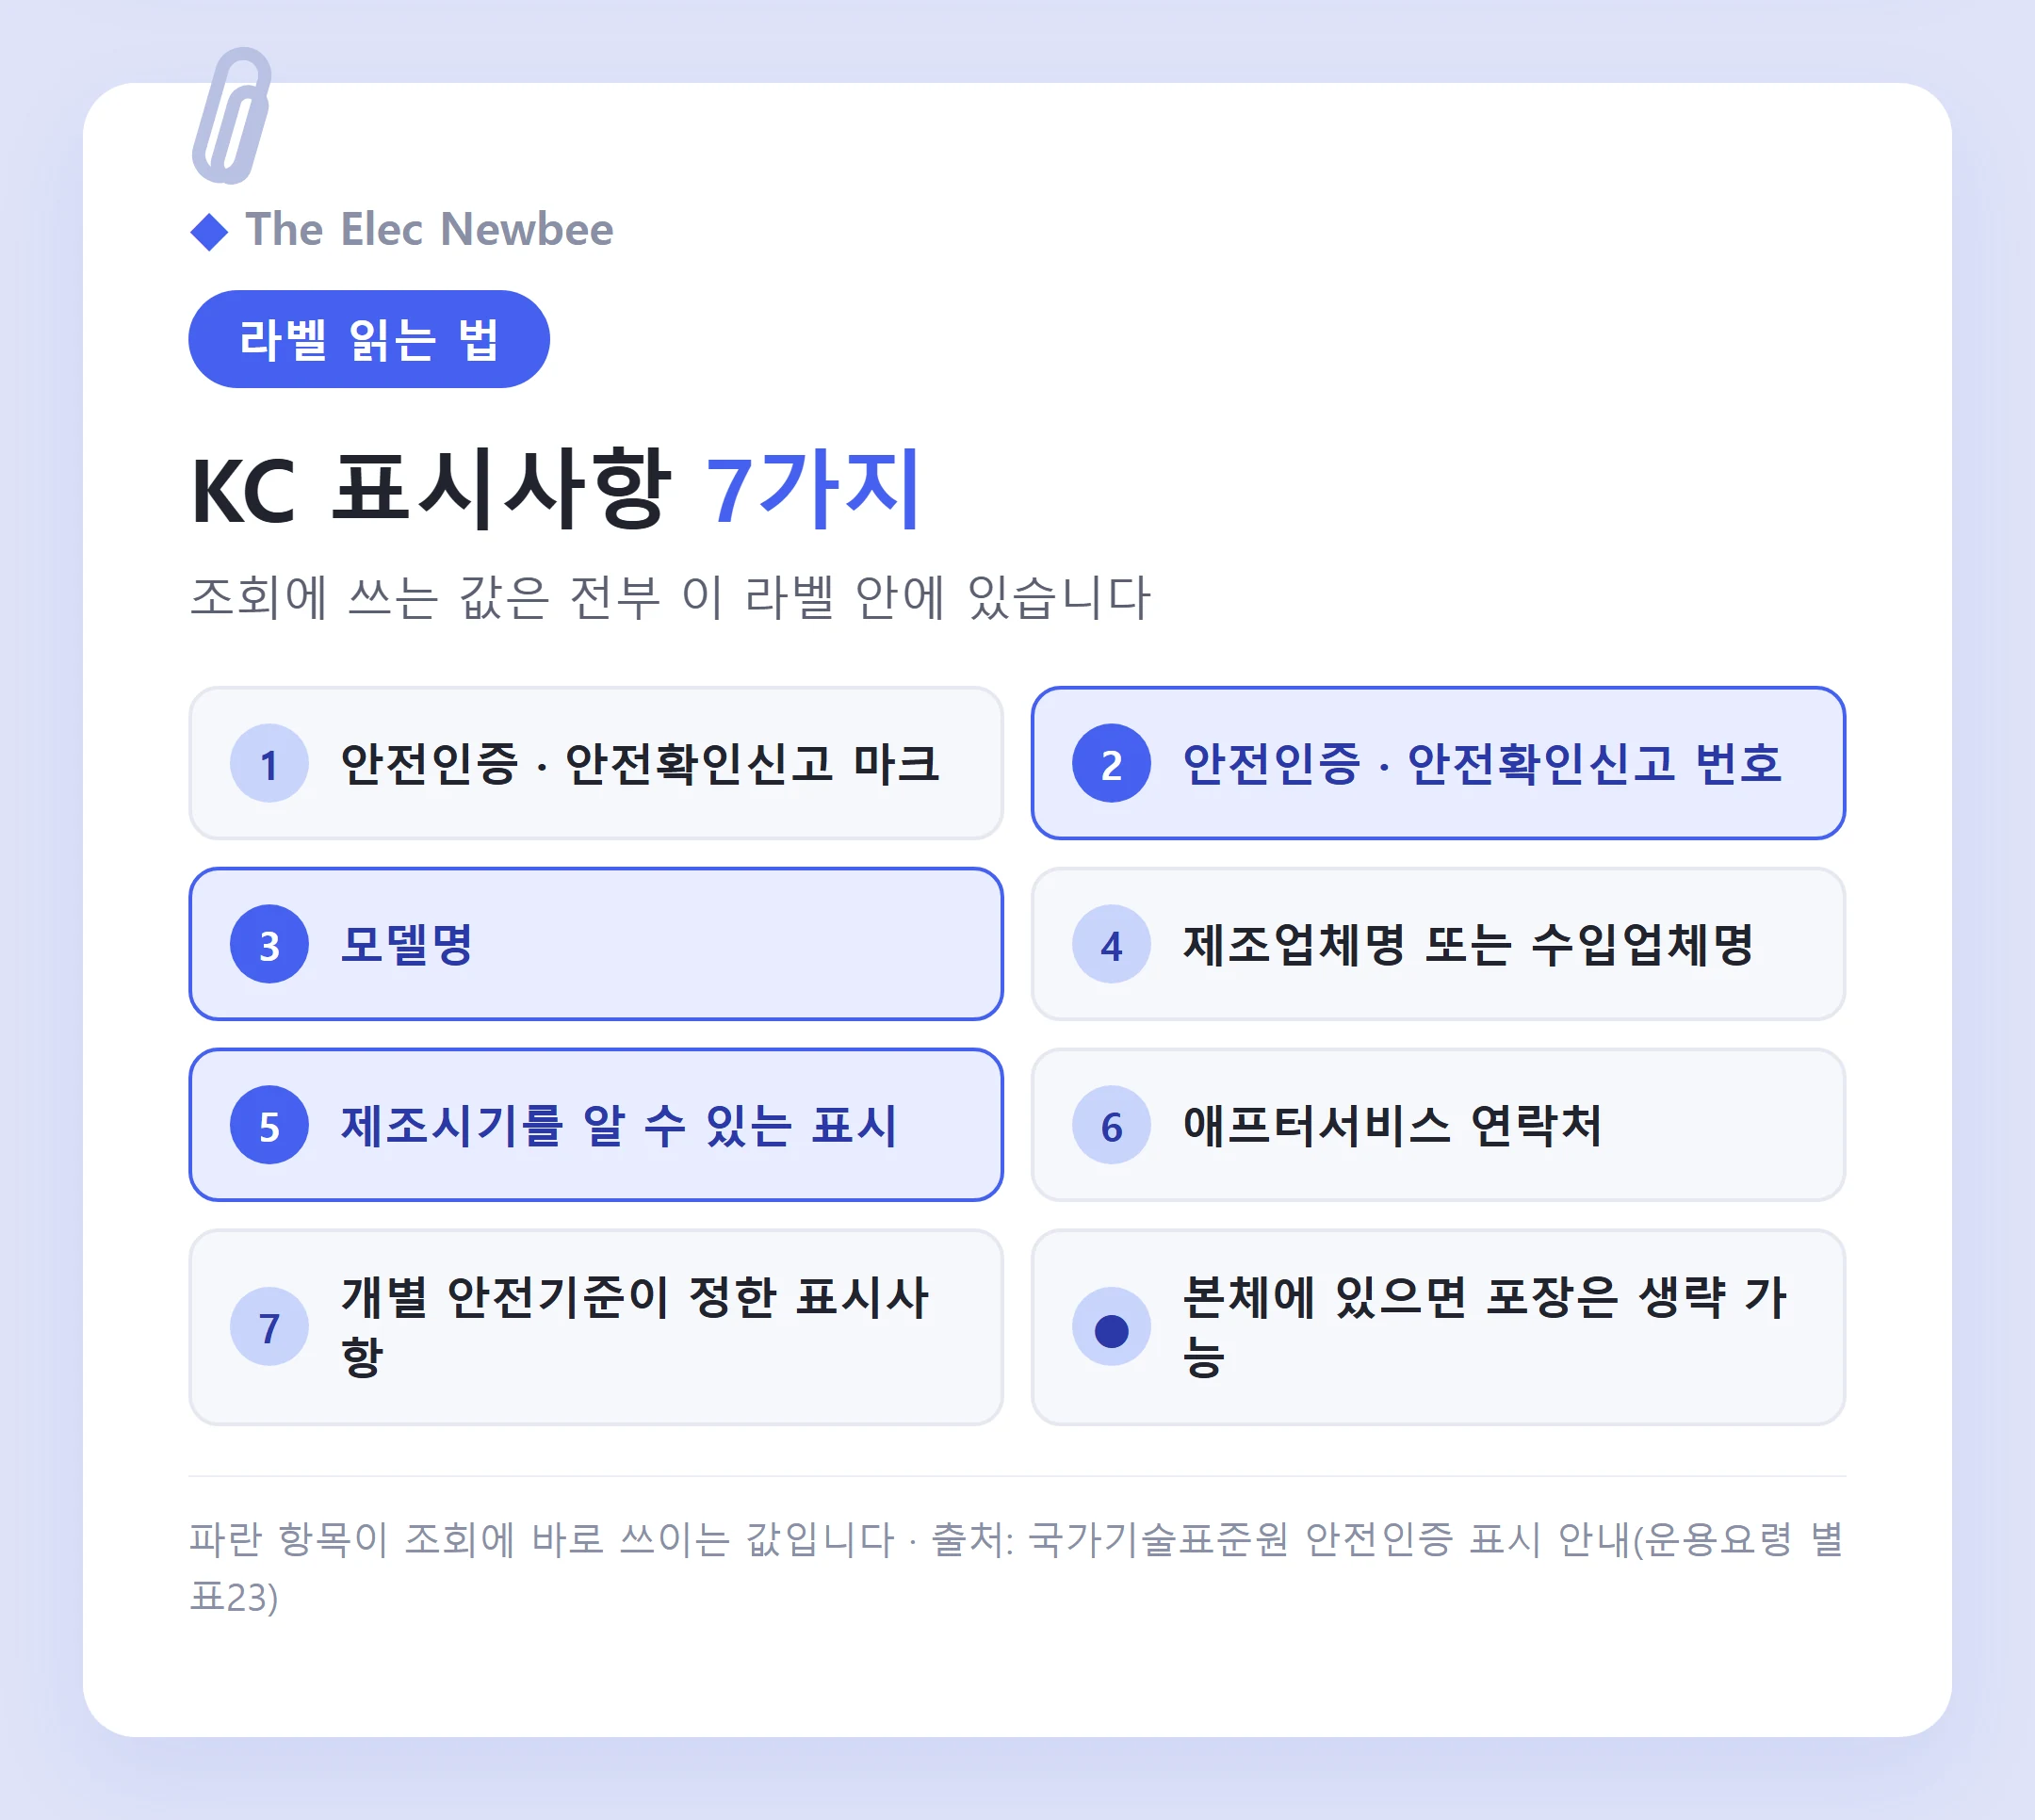 The Elec Newbee
라벨 읽는 법
KC 표시사항 7가지
조회에 쓰는 값은 전부 이 라벨 안에 있습니다
1 안전인증 · 안전확인신고 마크
2 안전인증 · 안전확인신고 번호
3 모델명
4 제조업체명 또는 수입업체명
5 제조시기를 알 수 있는 표시
6 애프터서비스 연락처
7 개별 안전기준이 정한 표시사
항
● 본체에 있으면 포장은 생략 가
능
파란 항목이 조회에 바로 쓰이는 값입니다 · 출처: 국가기술표준원 안전인증 표시 안내(운용요령 별
표23)